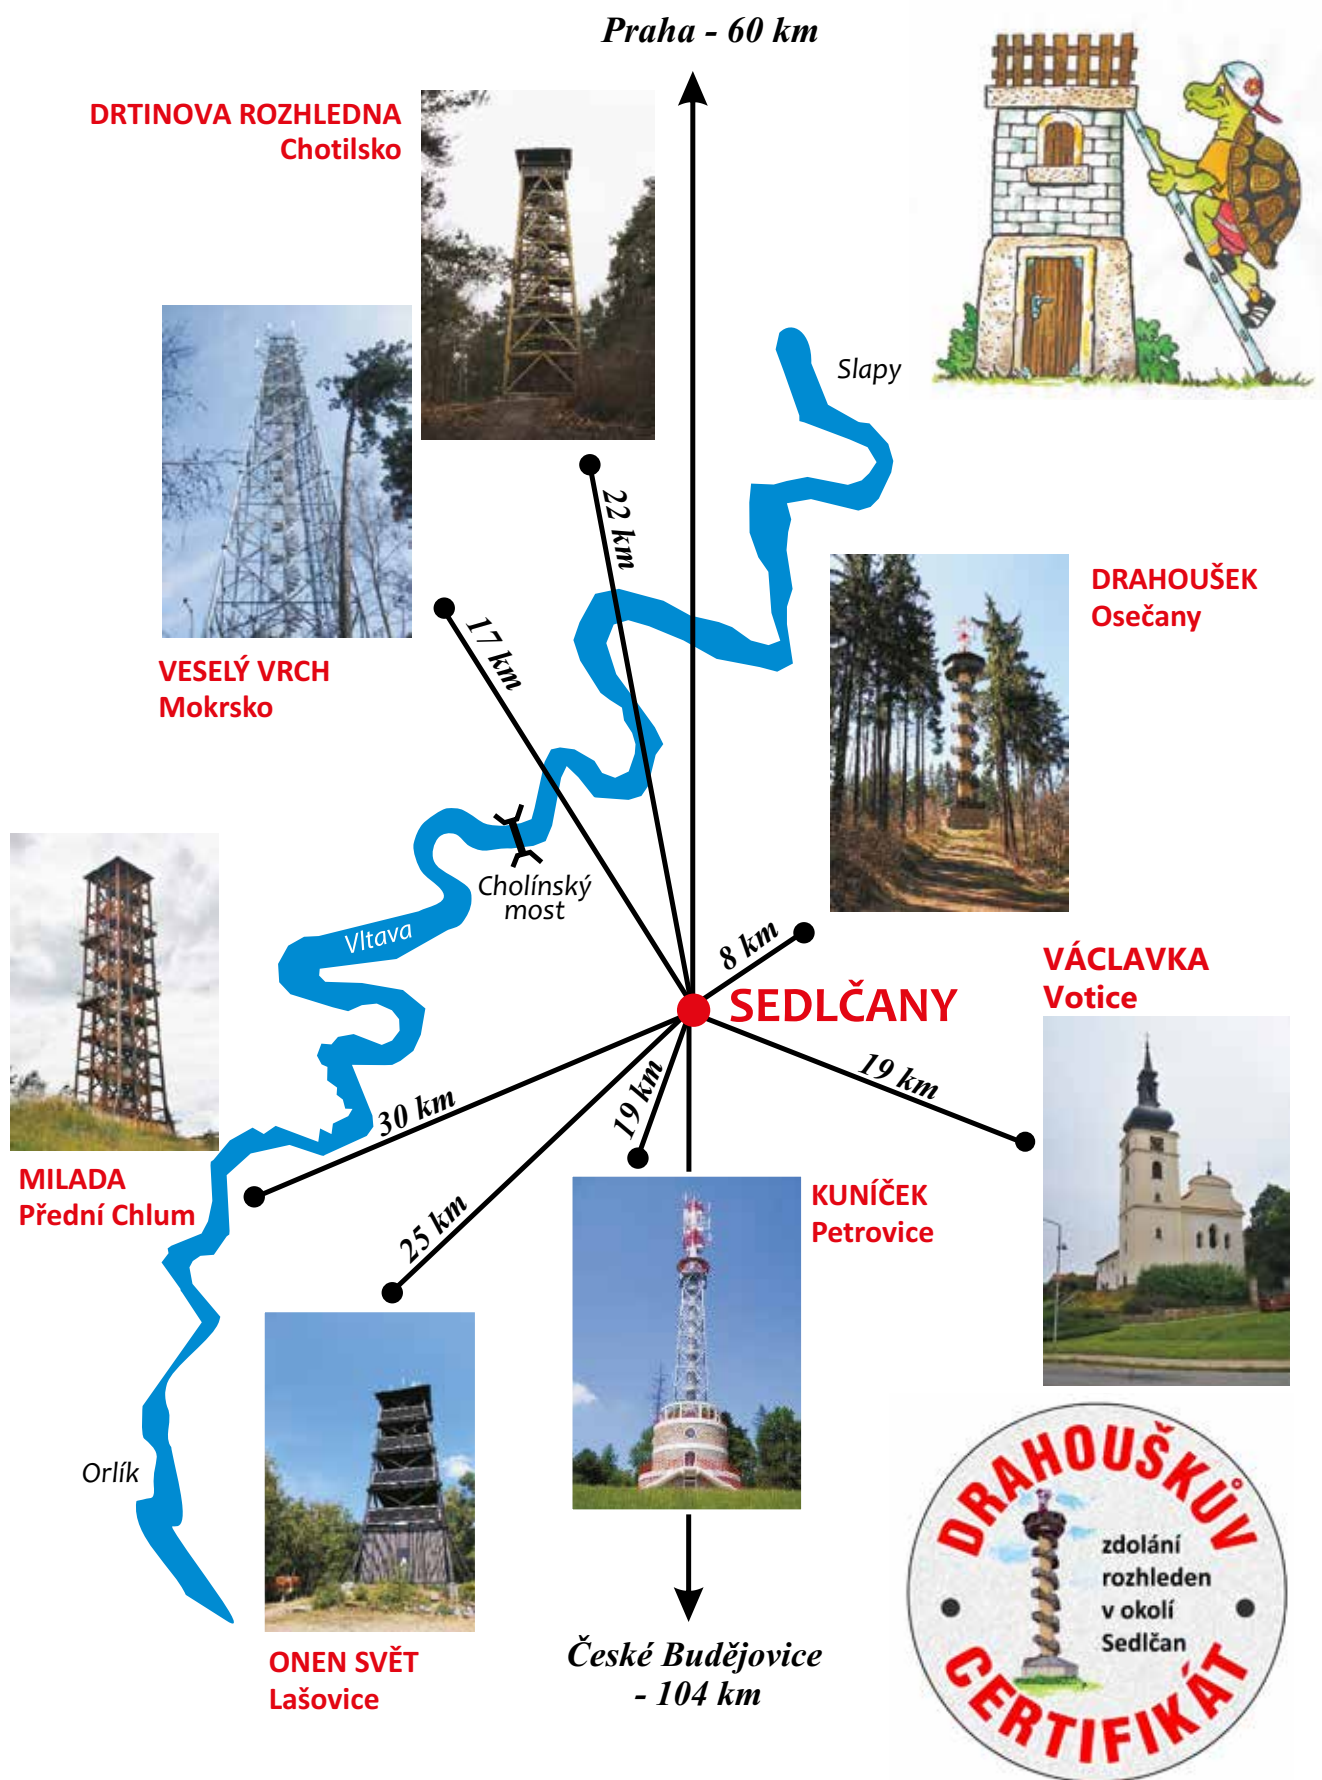 Praha - 60 km
DRTINOVA ROZHLEDNA
Chotilsko
Slapy
22 km
DRAHOUŠEK
Osečany
17 km
VESELÝ VRCH
Mokrsko
Cholínský
most
Vltava
8 km
VÁCLAVKA
Votice
SEDLČANY
19 km
30 km
19 km
MILADA
Přední Chlum
25 km
KUNÍČEK
Petrovice
Orlík
DRAHOUŠKŮV
zdolání
rozhleden
v okolí
Sedlčan
CERTIFIKÁT
ONEN SVĚT
Lašovice
České Budějovice
- 104 km